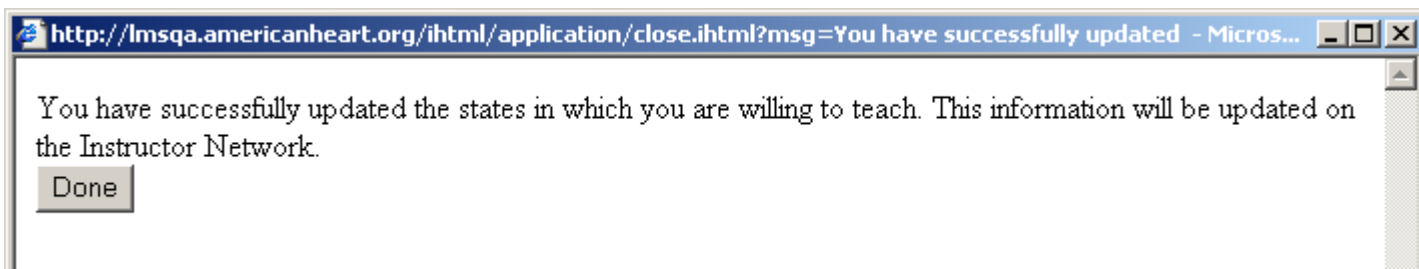 http://lmsqa.americanheart.org/ihtml/application/close.ihtml?msg=You have successfully updated - Micros...
You have successfully updated the states in which you are willing to teach. This information will be updated on
the Instructor Network.
Done